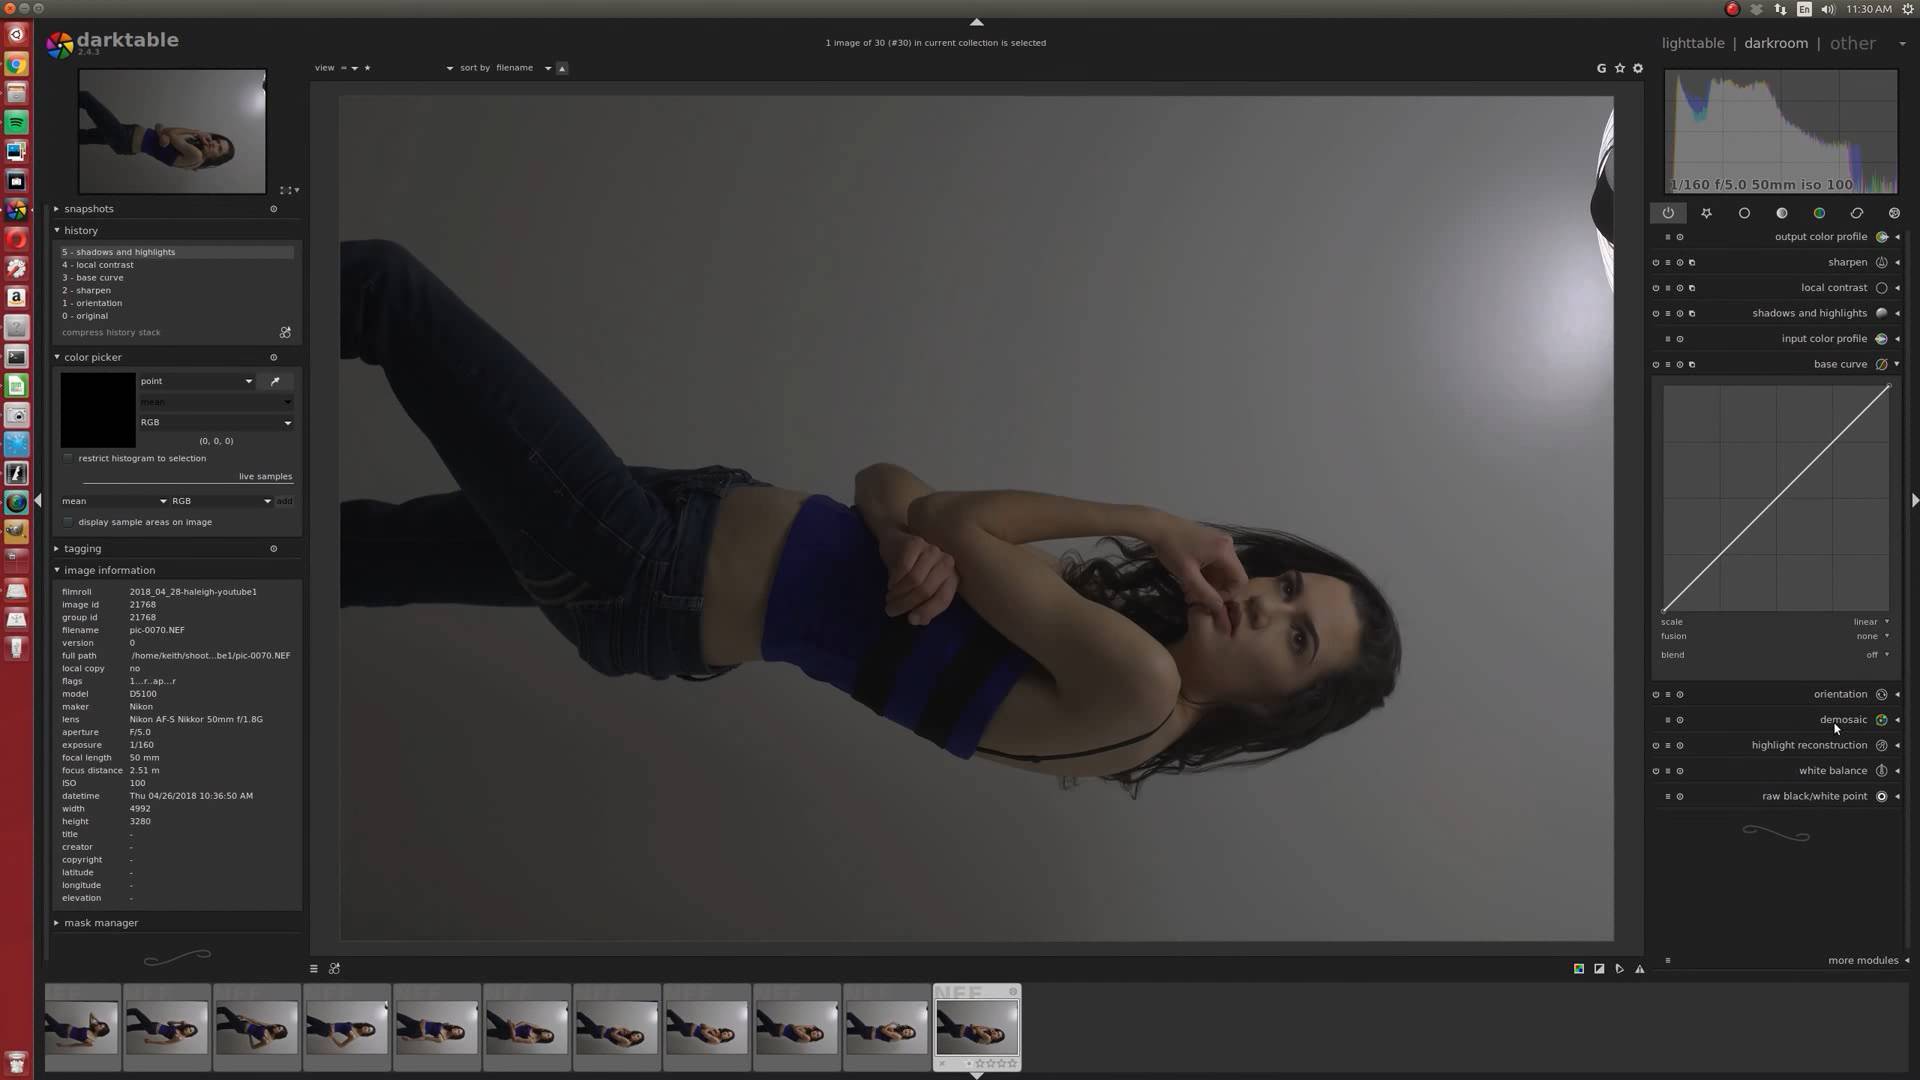 En
11:30 AM
darktable
2.4.3
1 image of 30 (#30) in current collection is selected
lighttable | darkroom | other
view = ★ sort by filename
G
1/160 f/5.0 50mm iso 100
snapshots
history
5 - shadows and highlights
4 - local contrast
3 - base curve
2 - sharpen
1 - orientation
0 - original
compress history stack
color picker
point
mean
RGB
(0, 0, 0)
restrict histogram to selection
live samples
mean RGB add
display sample areas on image
tagging
image information
filmroll 2018_04_28-haleigh-youtube1
image id 21768
group id 21768
filename pic-0070.NEF
version 0
full path /home/keith/shoot...be1/pic-0070.NEF
local copy no
flags 1...r..ap...r
model D5100
maker Nikon
lens Nikon AF-S Nikkor 50mm f/1.8G
aperture F/5.0
exposure 1/160
focal length 50 mm
focus distance 2.51 m
ISO 100
datetime Thu 04/26/2018 10:36:50 AM
width 4992
height 3280
title -
creator -
copyright -
latitude -
longitude -
elevation -
mask manager
output color profile
sharpen
local contrast
shadows and highlights
input color profile
base curve
scale linear
fusion none
blend off
orientation
demosaic
highlight reconstruction
white balance
raw black/white point
more modules
NEF